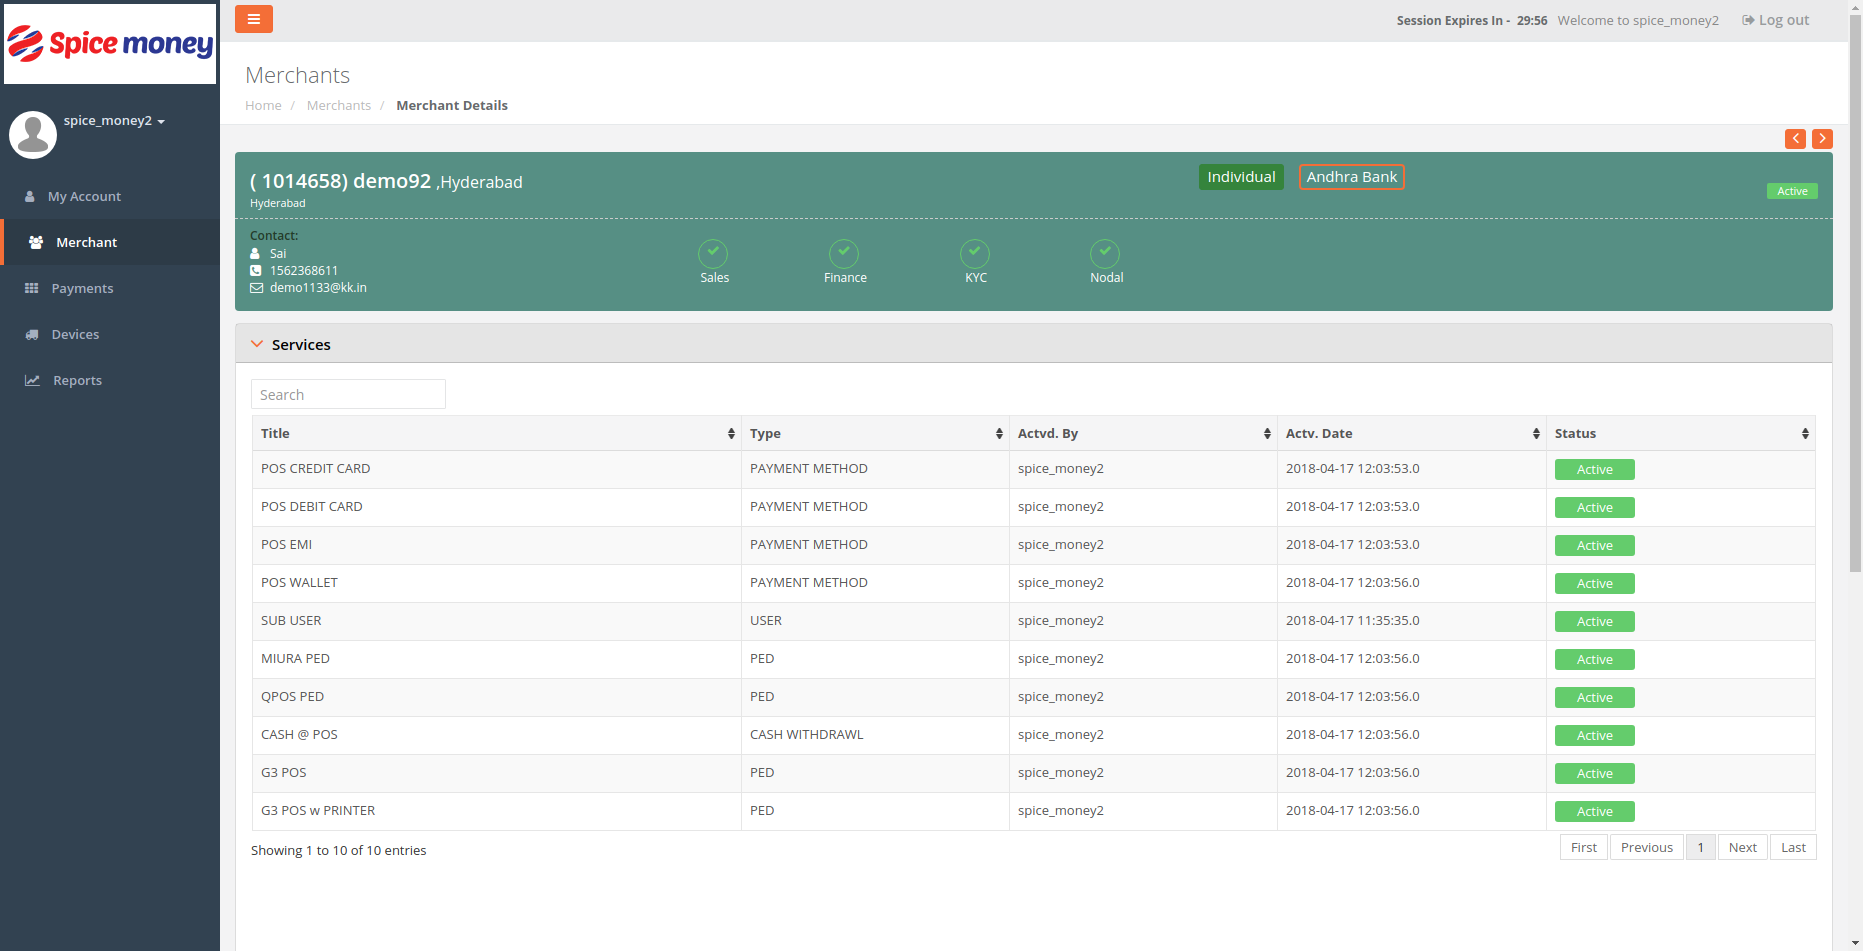 Spice money
Session Expires In - 29:56 Welcome to spice_money2 Log out
spice_money2
My Account
Merchant
Payments
Devices
Reports
Merchants
Home / Merchants / Merchant Details
( 1014658) demo92 ,Hyderabad
Hyderabad
Individual Andhra Bank
Active
Contact:
Sai
1562368611
demo1133@kk.in
Sales Finance KYC Nodal
Services
Search
Title Type Actvd. By Actv. Date Status
POS CREDIT CARD PAYMENT METHOD spice_money2 2018-04-17 12:03:53.0 Active
POS DEBIT CARD PAYMENT METHOD spice_money2 2018-04-17 12:03:53.0 Active
POS EMI PAYMENT METHOD spice_money2 2018-04-17 12:03:53.0 Active
POS WALLET PAYMENT METHOD spice_money2 2018-04-17 12:03:56.0 Active
SUB USER USER spice_money2 2018-04-17 11:35:35.0 Active
MIURA PED PED spice_money2 2018-04-17 12:03:56.0 Active
QPOS PED PED spice_money2 2018-04-17 12:03:56.0 Active
CASH @ POS CASH WITHDRAWL spice_money2 2018-04-17 12:03:56.0 Active
G3 POS PED spice_money2 2018-04-17 12:03:56.0 Active
G3 POS w PRINTER PED spice_money2 2018-04-17 12:03:56.0 Active
Showing 1 to 10 of 10 entries
First Previous 1 Next Last